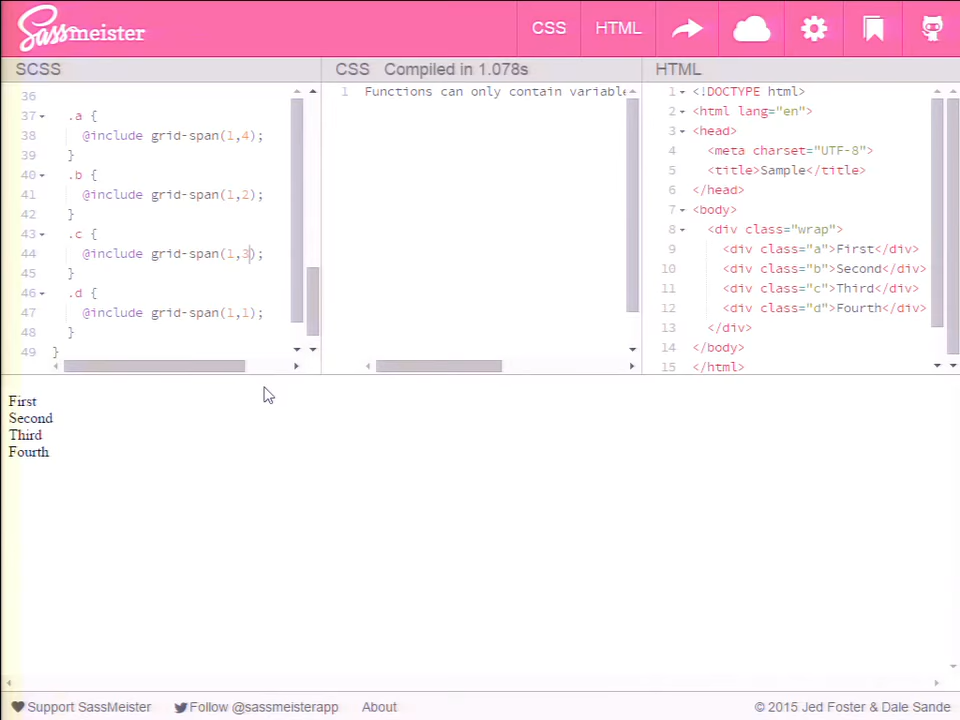 Sassmeister
CSS
HTML
SCSS
CSS Compiled in 1.078s
HTML
36
37 .a {
38 @include grid-span(1,4);
39 }
40 .b {
41 @include grid-span(1,2);
42 }
43 .c {
44 @include grid-span(1,3);
45 }
46 .d {
47 @include grid-span(1,1);
48 }
49 }
1 Functions can only contain variable
1 <!DOCTYPE html>
2 <html lang="en">
3 <head>
4 <meta charset="UTF-8">
5 <title>Sample</title>
6 </head>
7 <body>
8 <div class="wrap">
9 <div class="a">First</div>
10 <div class="b">Second</div>
11 <div class="c">Third</div>
12 <div class="d">Fourth</div>
13 </div>
14 </body>
15 </html>
First
Second
Third
Fourth
Support SassMeister
Follow @sassmeisterapp
About
© 2015 Jed Foster & Dale Sande